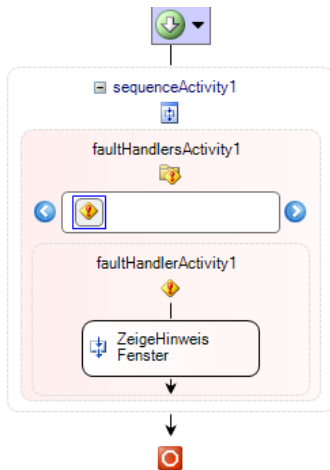 sequenceActivity1
faultHandlersActivity1
faultHandlerActivity1
ZeigeHinweis
Fenster